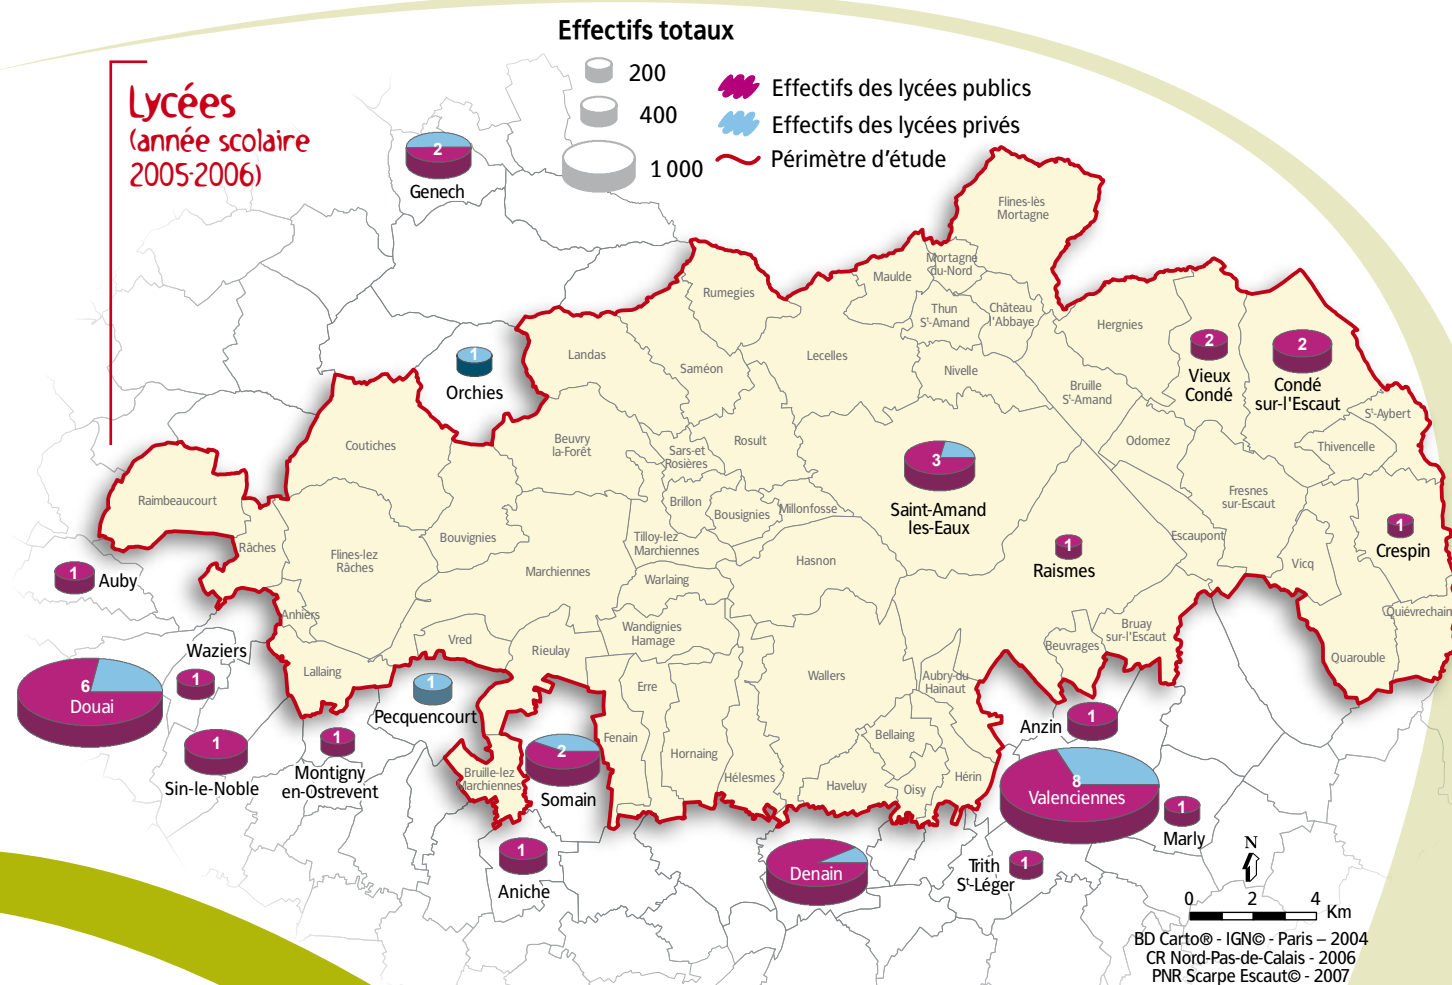 Effectifs totaux
200
400
1 000
Effectifs des lycées publics
Effectifs des lycées privés
Périmètre d'étude
Lycées
(année scolaire
2005-2006)
2
Genech
1
Orchies
Flines-lès
Mortagne
Mortagne
du-Nord
Maulde
Rumegies
Thun
St-Amand
Château
l'Abbaye
Hergnies
2
Vieux
Condé
2
Condé
sur-l'Escaut
Landas
Saméon
Lecelles
Nivelle
Bruille
St-Amand
St-Aybert
Thivencelle
Odomez
Coutiches
Beuvry
la-Forêt
Sars-et
Rosières
Rosult
3
Saint-Amand
les-Eaux
Fresnes
sur-Escaut
Raimbeaucourt
Brillon
Bousignies
Millonfosse
Râches
Flines-lez
Râches
Bouvignies
Tilloy-lez
Marchiennes
Hasnon
Escaupont
1
Crespin
1
Raismes
Vicq
1
Auby
Marchiennes
Warlaing
Anhiers
Wandignies
Hamage
Vred
Rieulay
Bruay
sur-l'Escaut
Beuvrages
Quiévrechain
Quarouble
Waziers
1
Lallaing
6
Douai
1
Pecquencourt
Erre
Wallers
Aubry-du
Hainaut
1
Sin-le-Noble
1
Montigny
en-Ostrevent
Fenain
Hornaing
Bellaing
Anzin
1
2
Somain
Bruille-lez
Marchiennes
Hélesmes
Haveluy
Oisy
Hérin
8
Valenciennes
1
Marly
1
Aniche
Denain
Trith
St-Léger
1
N
0 2 4
Km
BD Carto® - IGN© - Paris – 2004
CR Nord-Pas-de-Calais - 2006
PNR Scarpe Escaut© - 2007